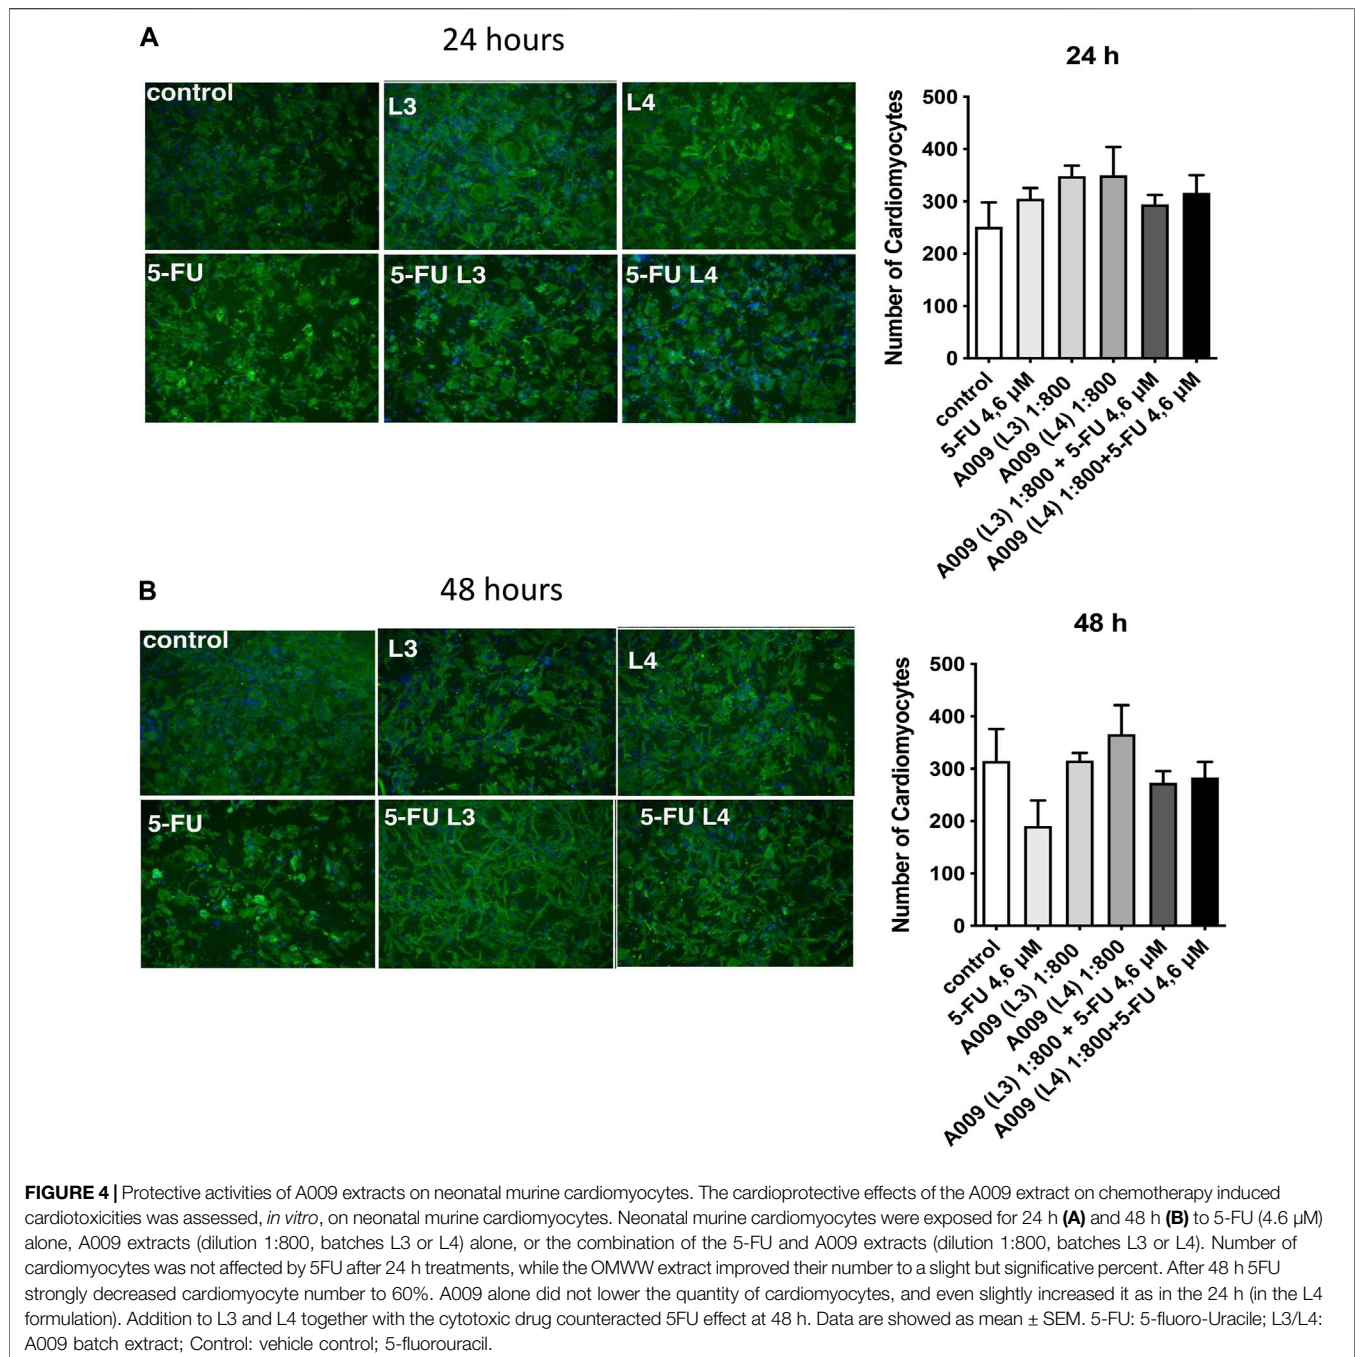 A
24 hours
control
L3
L4
5-FU
5-FU L3
5-FU L4
24 h
Number of Cardiomyocytes
500
400
300
200
100
0
control
5-FU 4,6 µM
A009 (L3) 1:800
A009 (L4) 1:800
A009 (L3) 1:800 + 5-FU 4,6 µM
A009 (L4) 1:800+5-FU 4,6 µM
B
48 hours
control
L3
L4
5-FU
5-FU L3
5-FU L4
48 h
Number of Cardiomyocytes
500
400
300
200
100
0
control
5-FU 4,6 µM
A009 (L3) 1:800
A009 (L4) 1:800
A009 (L3) 1:800 + 5-FU 4,6 µM
A009 (L4) 1:800+5-FU 4,6 µM
FIGURE 4 | Protective activities of A009 extracts on neonatal murine cardiomyocytes. The cardioprotective effects of the A009 extract on chemotherapy induced
cardiotoxicities was assessed, in vitro, on neonatal murine cardiomyocytes. Neonatal murine cardiomyocytes were exposed for 24 h (A) and 48 h (B) to 5-FU (4.6 µM)
alone, A009 extracts (dilution 1:800, batches L3 or L4) alone, or the combination of the 5-FU and A009 extracts (dilution 1:800, batches L3 or L4). Number of
cardiomyocytes was not affected by 5FU after 24 h treatments, while the OMWW extract improved their number to a slight but significative percent. After 48 h 5FU
strongly decreased cardiomyocyte number to 60%. A009 alone did not lower the quantity of cardiomyocytes, and even slightly increased it as in the 24 h (in the L4
formulation). Addition to L3 and L4 together with the cytotoxic drug counteracted 5FU effect at 48 h. Data are showed as mean ± SEM. 5-FU: 5-fluoro-Uracile; L3/L4:
A009 batch extract; Control: vehicle control; 5-fluorouracil.